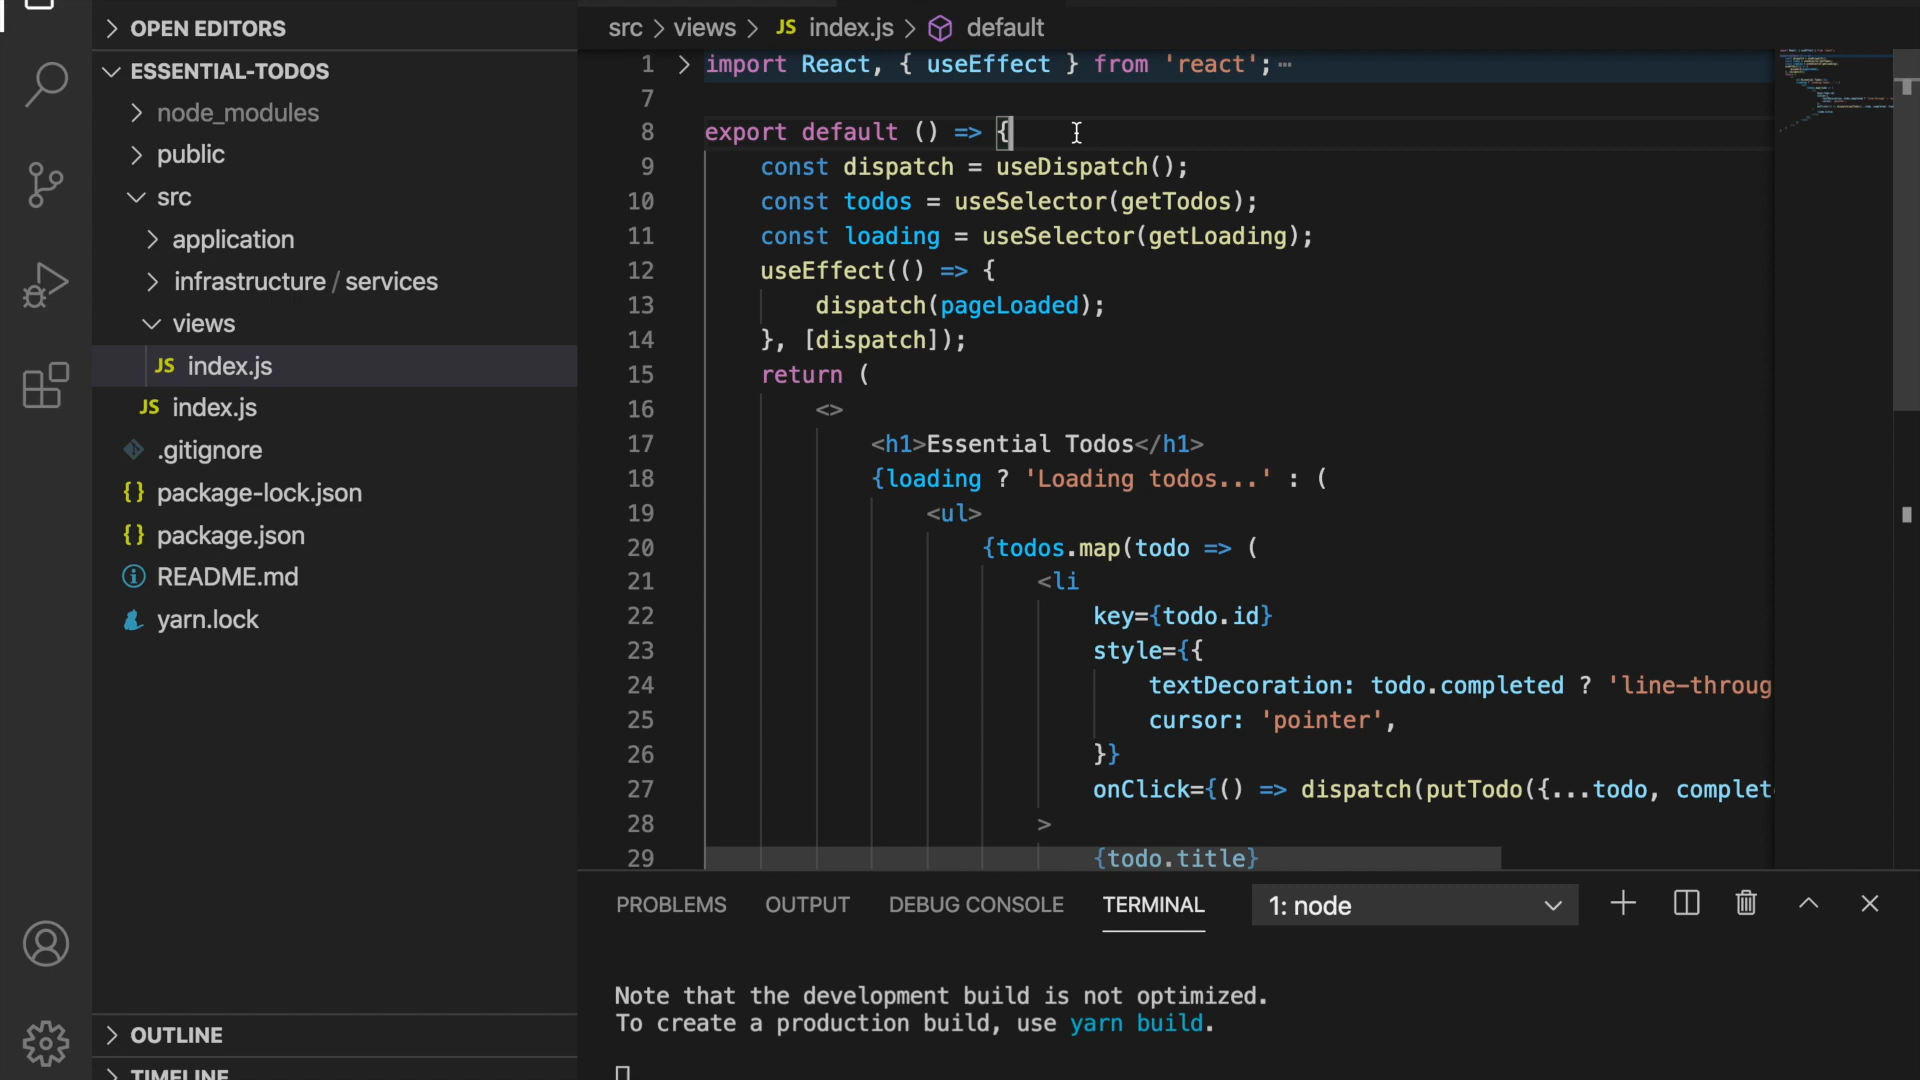 OPEN EDITORS
ESSENTIAL-TODOS
node_modules
public
src
application
infrastructure / services
views
JS index.js
JS index.js
.gitignore
{} package-lock.json
{} package.json
README.md
yarn.lock
OUTLINE
TIMELINE
src > views > JS index.js > default
1 import React, { useEffect } from 'react';
7
8 export default () => {
9 const dispatch = useDispatch();
10 const todos = useSelector(getTodos);
11 const loading = useSelector(getLoading);
12 useEffect(() => {
13 dispatch(pageLoaded);
14 }, [dispatch]);
15 return (
16 <>
17 <h1>Essential Todos</h1>
18 {loading ? 'Loading todos...' : (
19 <ul>
20 {todos.map(todo => (
21 <li
22 key={todo.id}
23 style={{
24 textDecoration: todo.completed ? 'line-throug
25 cursor: 'pointer',
26 }}
27 onClick={() => dispatch(putTodo({...todo, complet
28 >
29 {todo.title}
PROBLEMS OUTPUT DEBUG CONSOLE TERMINAL 1: node
Note that the development build is not optimized.
To create a production build, use yarn build.